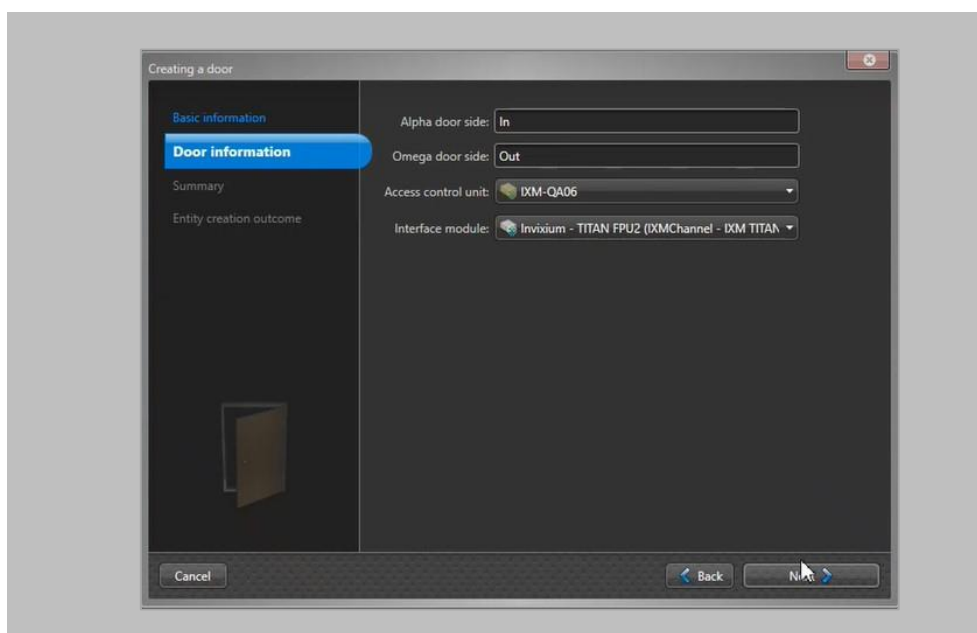 Creating a door
Basic information
Door information
Summary
Entity creation outcome
Alpha door side: In
Omega door side: Out
Access control unit: IXM-QA06
Interface module: Invixium - TITAN FPU2 (IXMChannel - IXM TITAN
Cancel
Back
Next